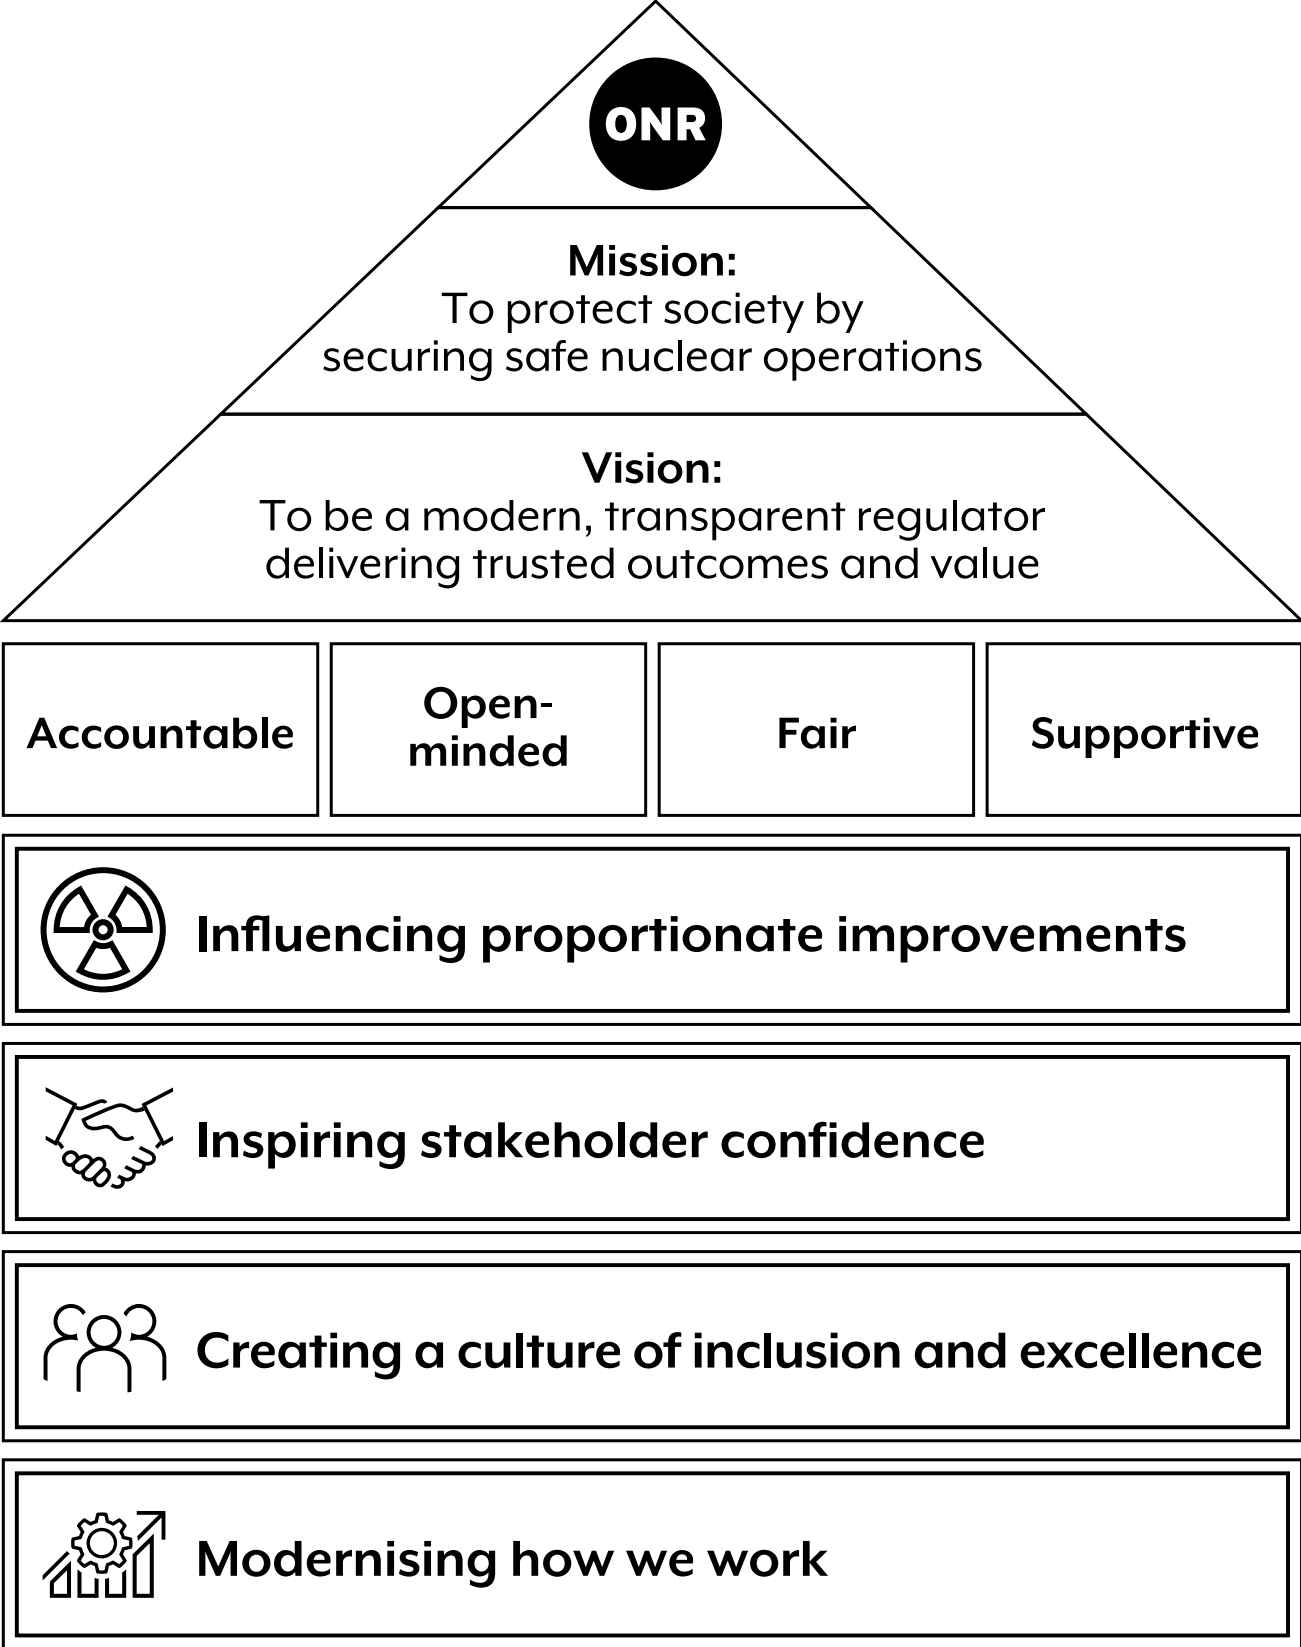 ONR
Mission:
To protect society by
securing safe nuclear operations
Vision:
To be a modern, transparent regulator
delivering trusted outcomes and value
Accountable
Open-
minded
Fair
Supportive
Influencing proportionate improvements
Inspiring stakeholder confidence
Creating a culture of inclusion and excellence
Modernising how we work